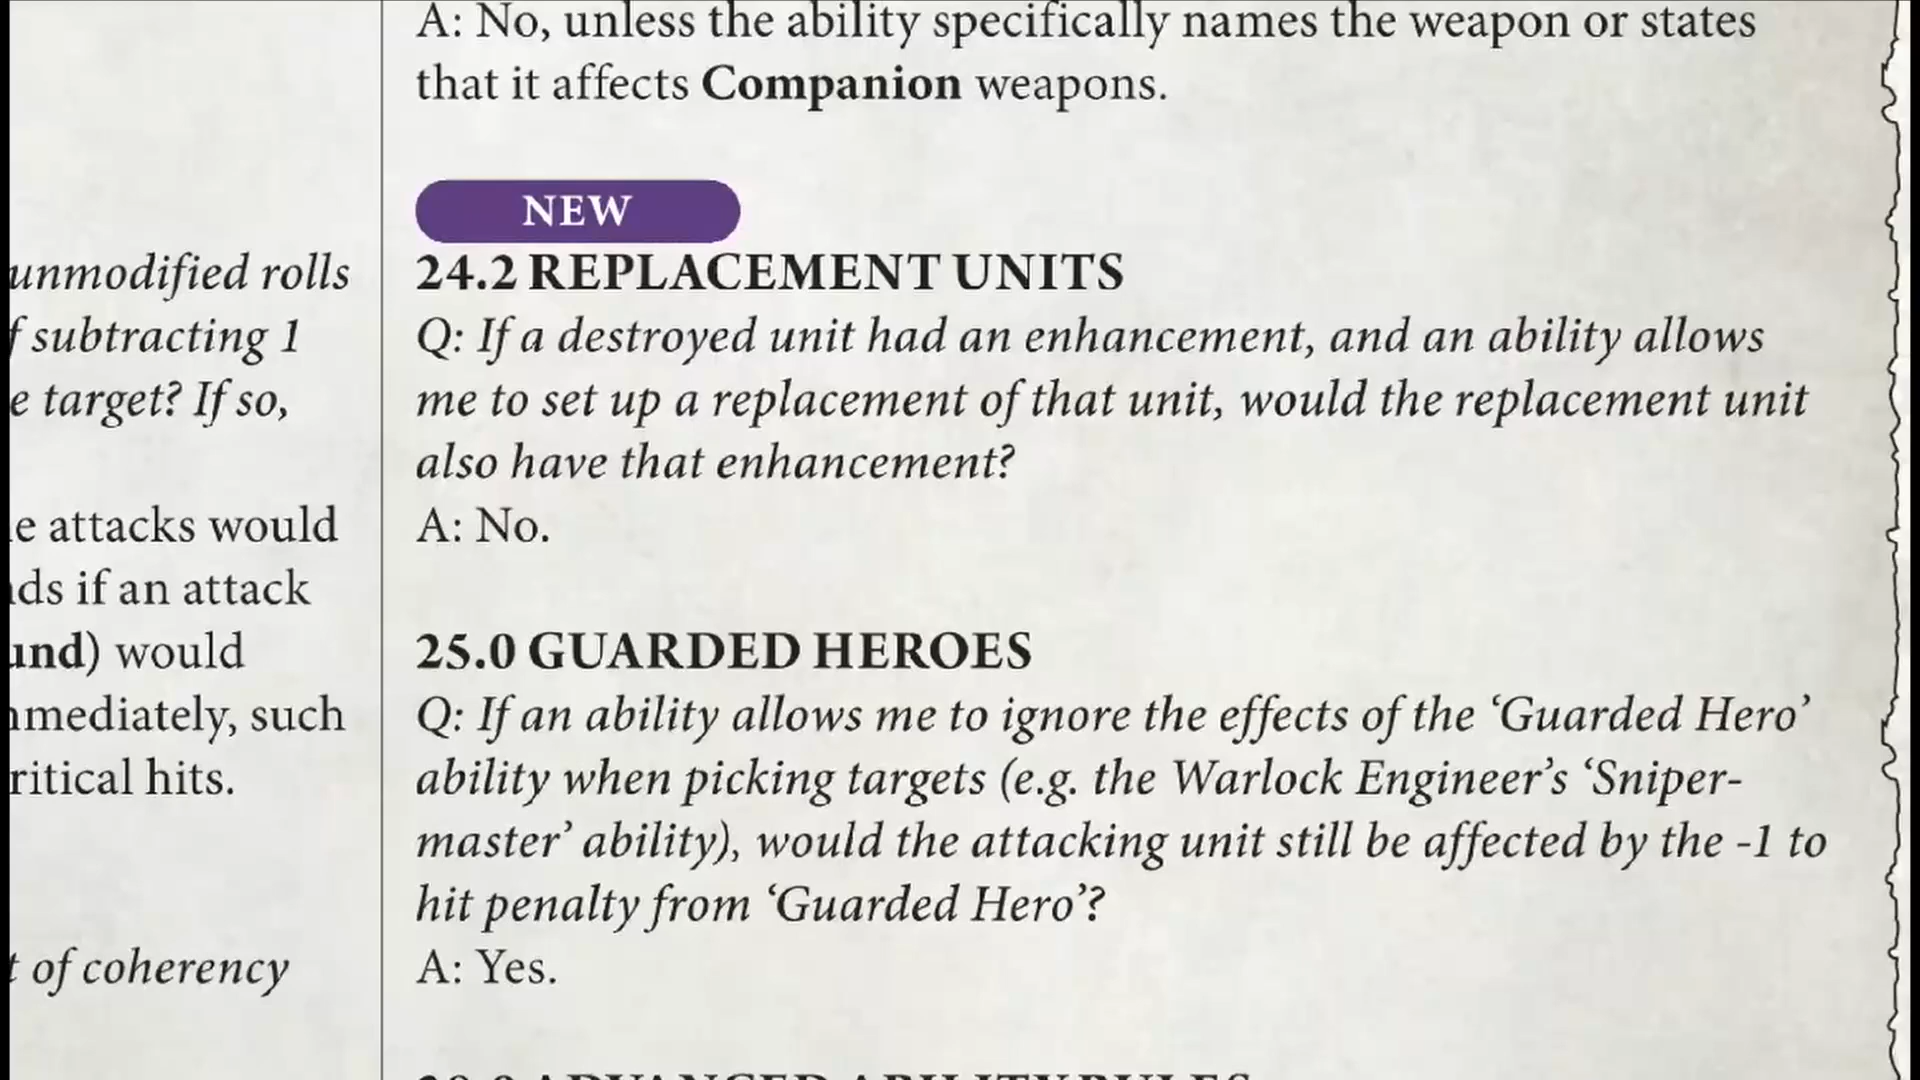 unmodified rolls
f subtracting 1
e target? If so,
e attacks would
ds if an attack
und) would
mediately, such
ritical hits.
t of coherency
A: No, unless the ability specifically names the weapon or states
that it affects Companion weapons.
NEW
24.2 REPLACEMENT UNITS
Q: If a destroyed unit had an enhancement, and an ability allows
me to set up a replacement of that unit, would the replacement unit
also have that enhancement?
A: No.
25.0 GUARDED HEROES
Q: If an ability allows me to ignore the effects of the ‘Guarded Hero’
ability when picking targets (e.g. the Warlock Engineer’s ‘Sniper-
master’ ability), would the attacking unit still be affected by the -1 to
hit penalty from ‘Guarded Hero’?
A: Yes.
ADVANCED ABILITY RULES